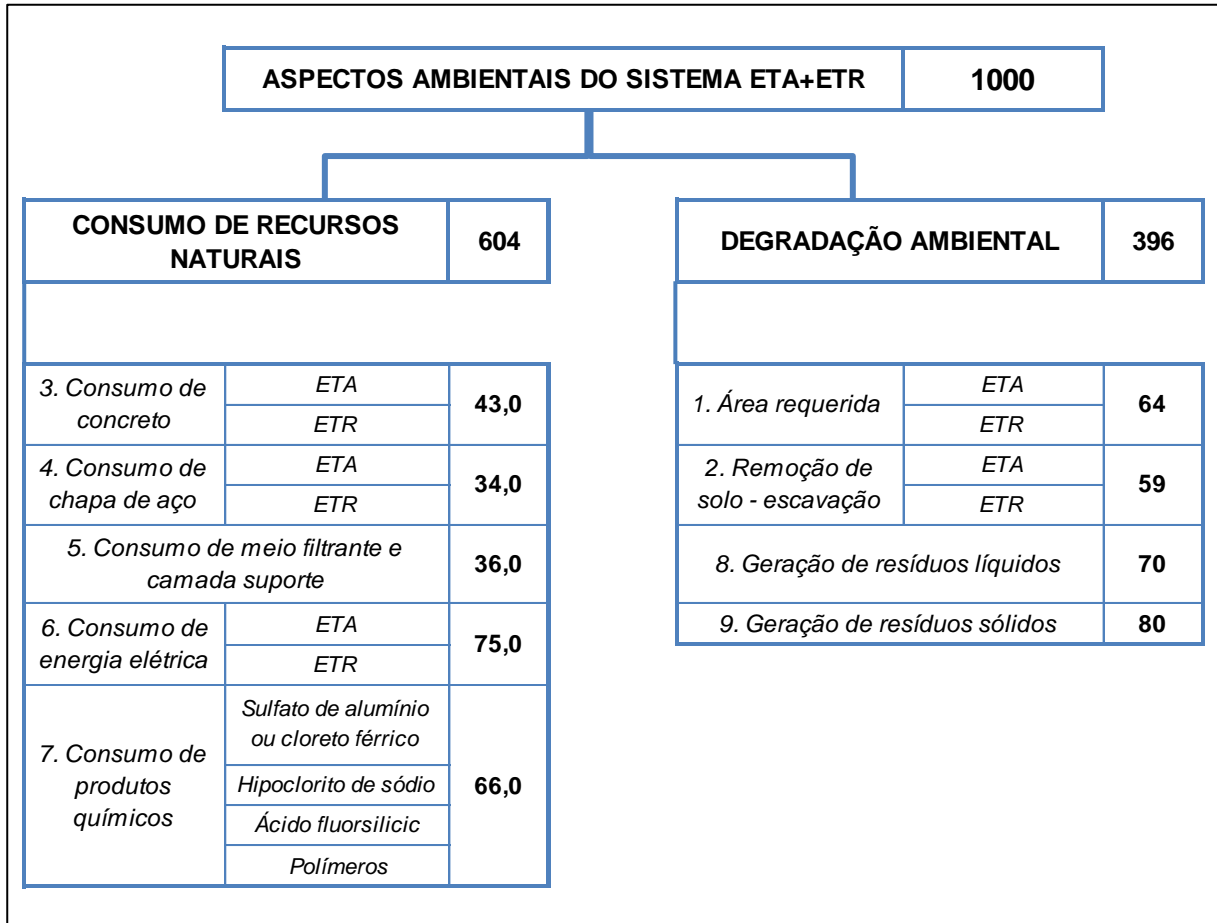 ASPECTOS AMBIENTAIS DO SISTEMA ETA+ETR
1000
CONSUMO DE RECURSOS
NATURAIS
604
3. Consumo de
concreto
ETA
ETR
43,0
4. Consumo de
chapa de aço
ETA
ETR
34,0
5. Consumo de meio filtrante e
camada suporte
36,0
6. Consumo de
energia elétrica
ETA
ETR
75,0
7. Consumo de
produtos
químicos
Sulfato de alumínio
ou cloreto férrico
Hipoclorito de sódio
Ácido fluorsilicic
Polímeros
66,0
DEGRADAÇÃO AMBIENTAL
396
1. Área requerida
ETA
ETR
64
2. Remoção de
solo - escavação
ETA
ETR
59
8. Geração de resíduos líquidos
70
9. Geração de resíduos sólidos
80